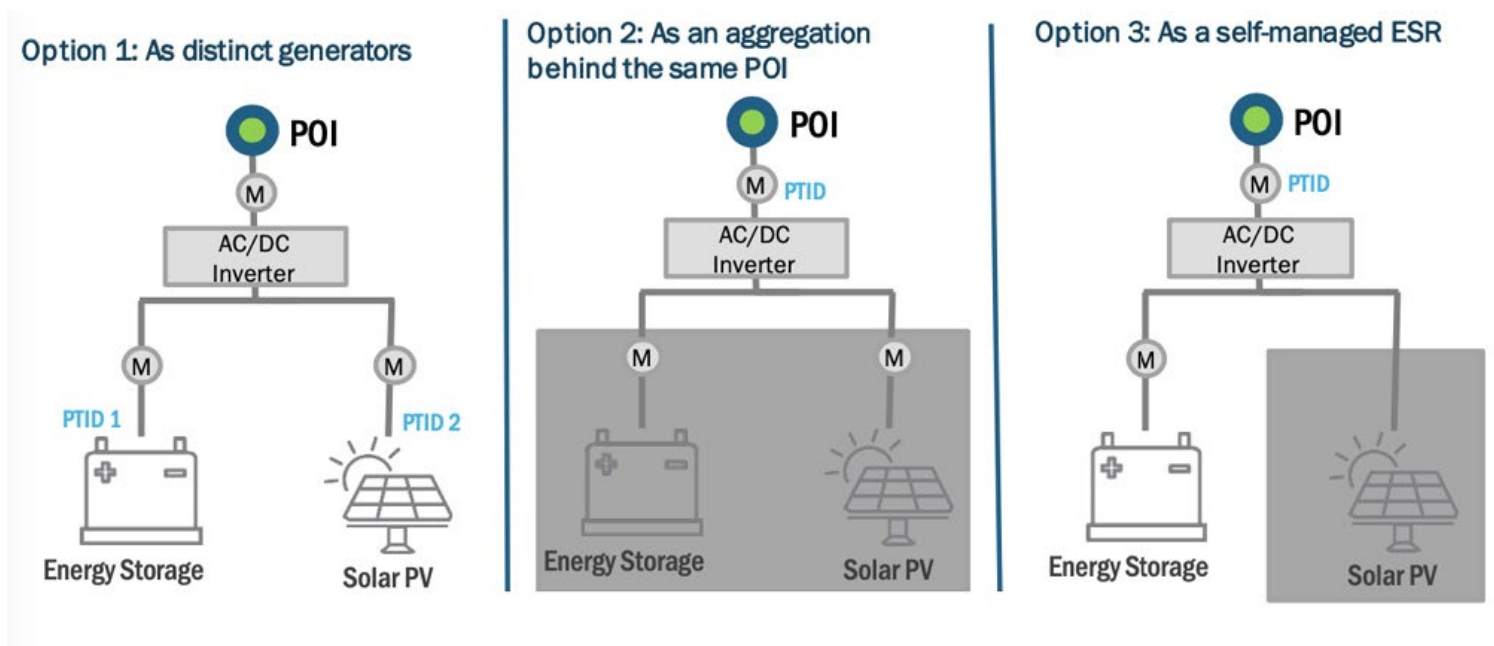 Option 1: As distinct generators
POI
M
AC/DC
Inverter
M
M
PTID 1
PTID 2
Energy Storage
Solar PV
Option 2: As an aggregation
behind the same POI
POI
M PTID
AC/DC
Inverter
M
M
Energy Storage
Solar PV
Option 3: As a self-managed ESR
POI
M PTID
AC/DC
Inverter
M
Energy Storage
Solar PV